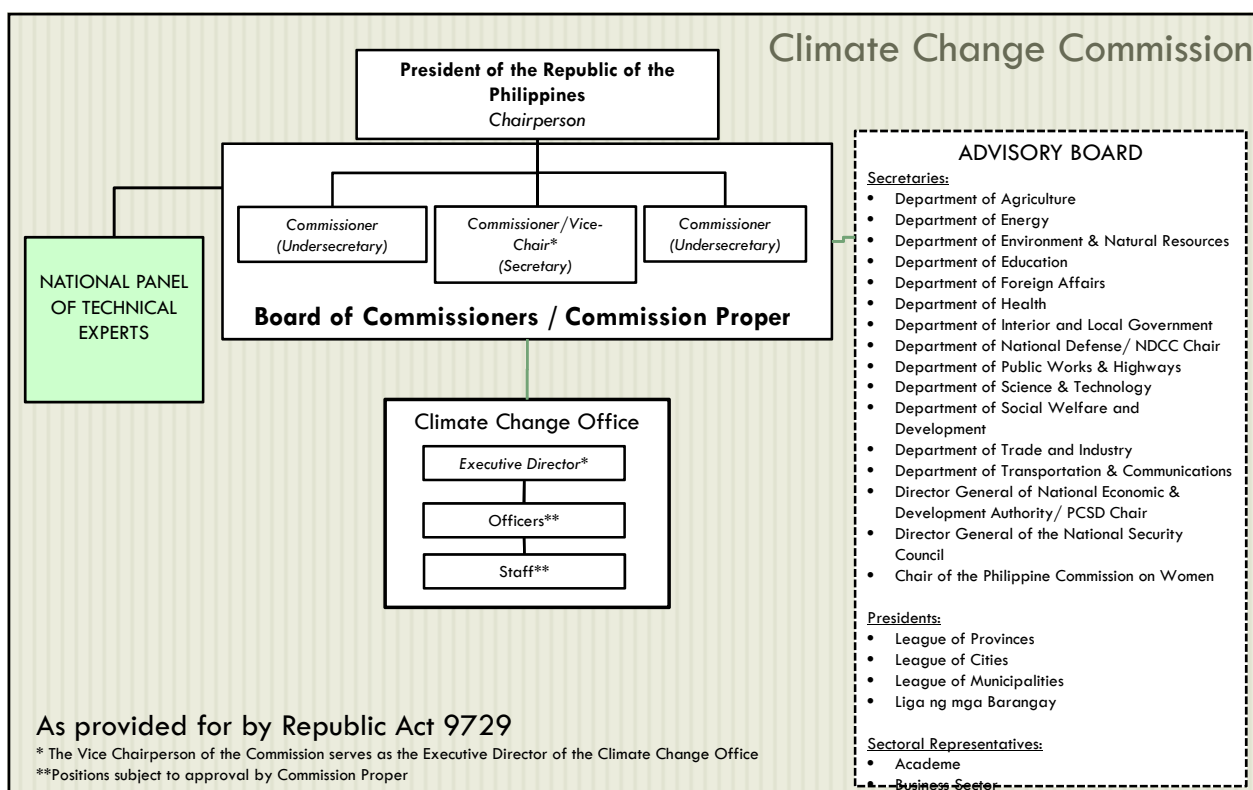 Climate Change Commission
President of the Republic of the
Philippines
Chairperson
Commissioner
(Undersecretary)
Commissioner/Vice-
Chair*
(Secretary)
Commissioner
(Undersecretary)
Board of Commissioners / Commission Proper
NATIONAL PANEL
OF TECHNICAL
EXPERTS
Climate Change Office
Executive Director*
Officers**
Staff**
ADVISORY BOARD
Secretaries:
• Department of Agriculture
• Department of Energy
• Department of Environment & Natural Resources
• Department of Education
• Department of Foreign Affairs
• Department of Health
• Department of Interior and Local Government
• Department of National Defense/ NDCC Chair
• Department of Public Works & Highways
• Department of Science & Technology
• Department of Social Welfare and
Development
• Department of Trade and Industry
• Department of Transportation & Communications
• Director General of National Economic &
Development Authority/ PCSD Chair
• Director General of the National Security
Council
• Chair of the Philippine Commission on Women
Presidents:
• League of Provinces
• League of Cities
• League of Municipalities
• Liga ng mga Barangay
Sectoral Representatives:
• Academe
• Business Sector
As provided for by Republic Act 9729
* The Vice Chairperson of the Commission serves as the Executive Director of the Climate Change Office
**Positions subject to approval by Commission Proper